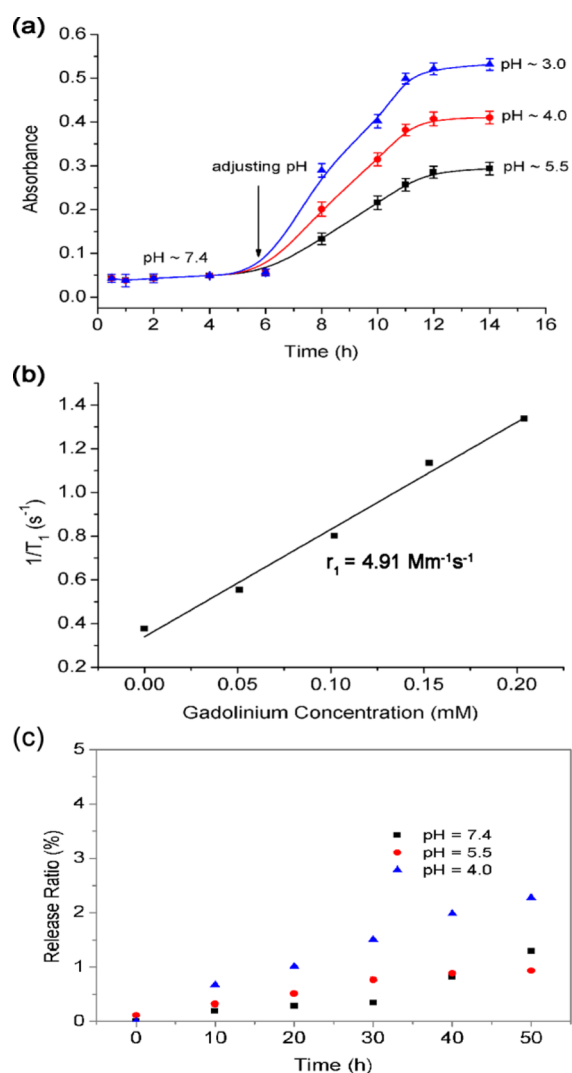 (a)
0.6
0.5
0.4
0.3
0.2
0.1
0.0
Absorbance
pH ~ 3.0
pH ~ 4.0
pH ~ 5.5
adjusting pH
pH ~ 7.4
0 2 4 6 8 10 12 14 16
Time (h)
(b)
1.4
1.2
1.0
0.8
0.6
0.4
0.2
1/T1 (s-1)
r1 = 4.91 Mm-1s-1
0.00 0.05 0.10 0.15 0.20
Gadolinium Concentration (mM)
(c)
5
4
3
2
1
0
Release Ratio (%)
pH = 7.4
pH = 5.5
pH = 4.0
0 10 20 30 40 50
Time (h)